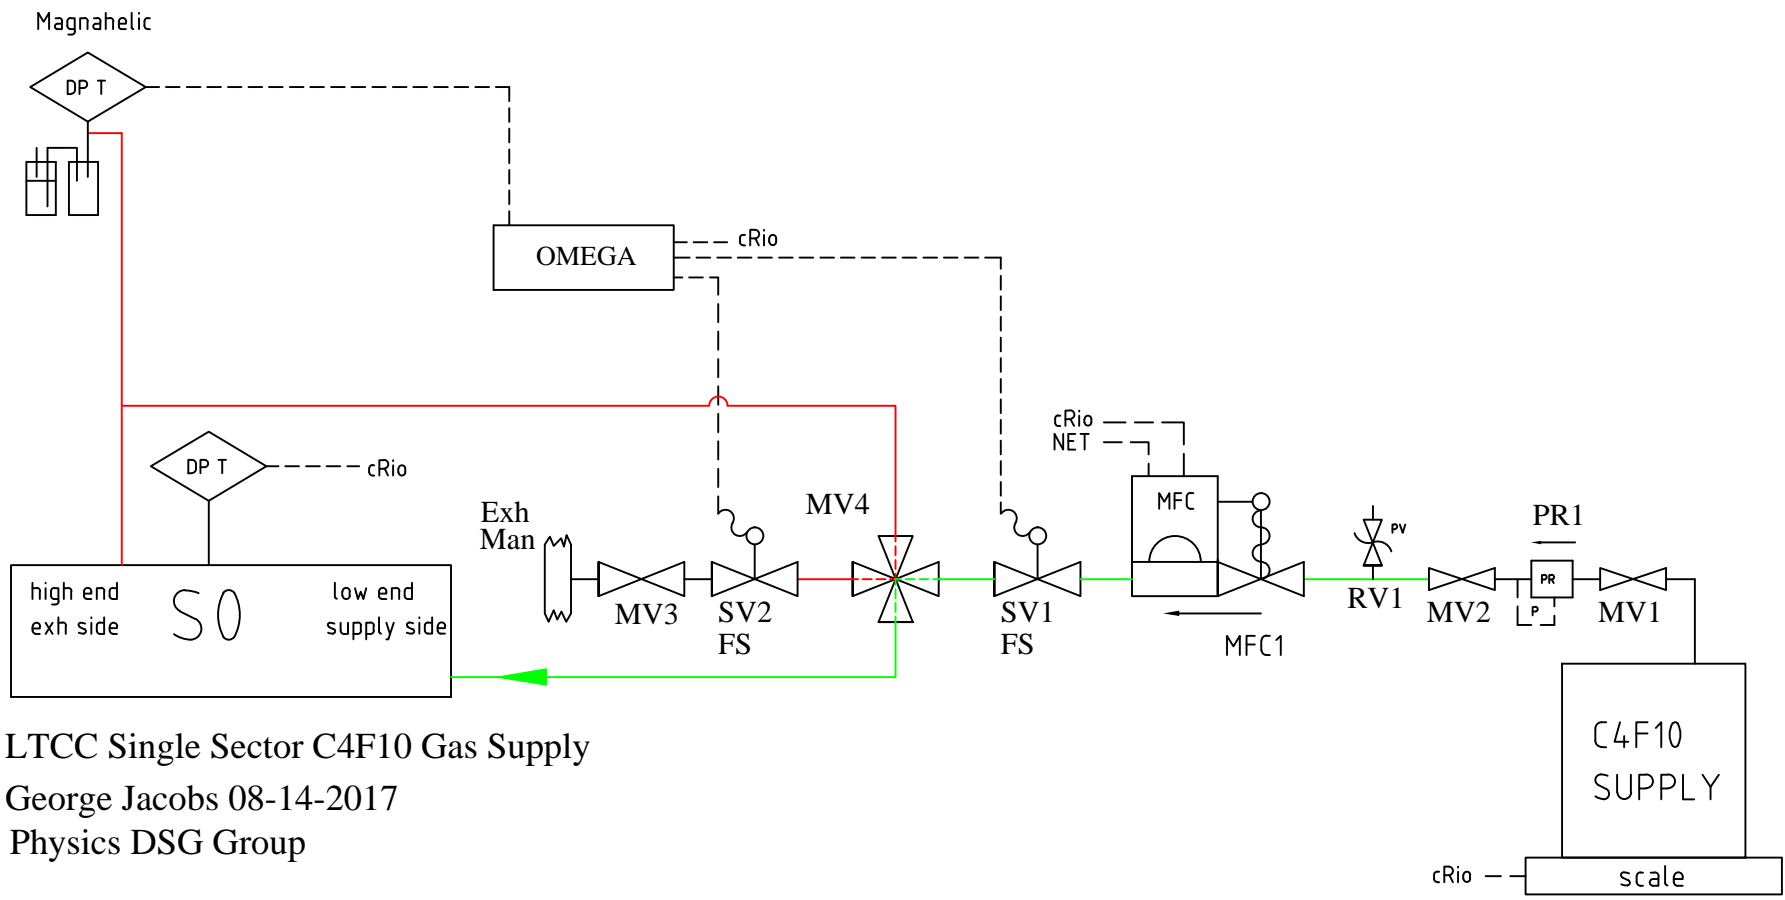 Magnahelic
DP T
OMEGA
cRio
cRio
NET
MFC
DP T
cRio
Exh
Man
MV4
PV
PR1
PR
P
high end
exh side
SO
low end
supply side
MV3
SV2
FS
SV1
FS
MFC1
RV1
MV2
MV1
C4F10
SUPPLY
cRio
scale
LTCC Single Sector C4F10 Gas Supply
George Jacobs 08-14-2017
Physics DSG Group